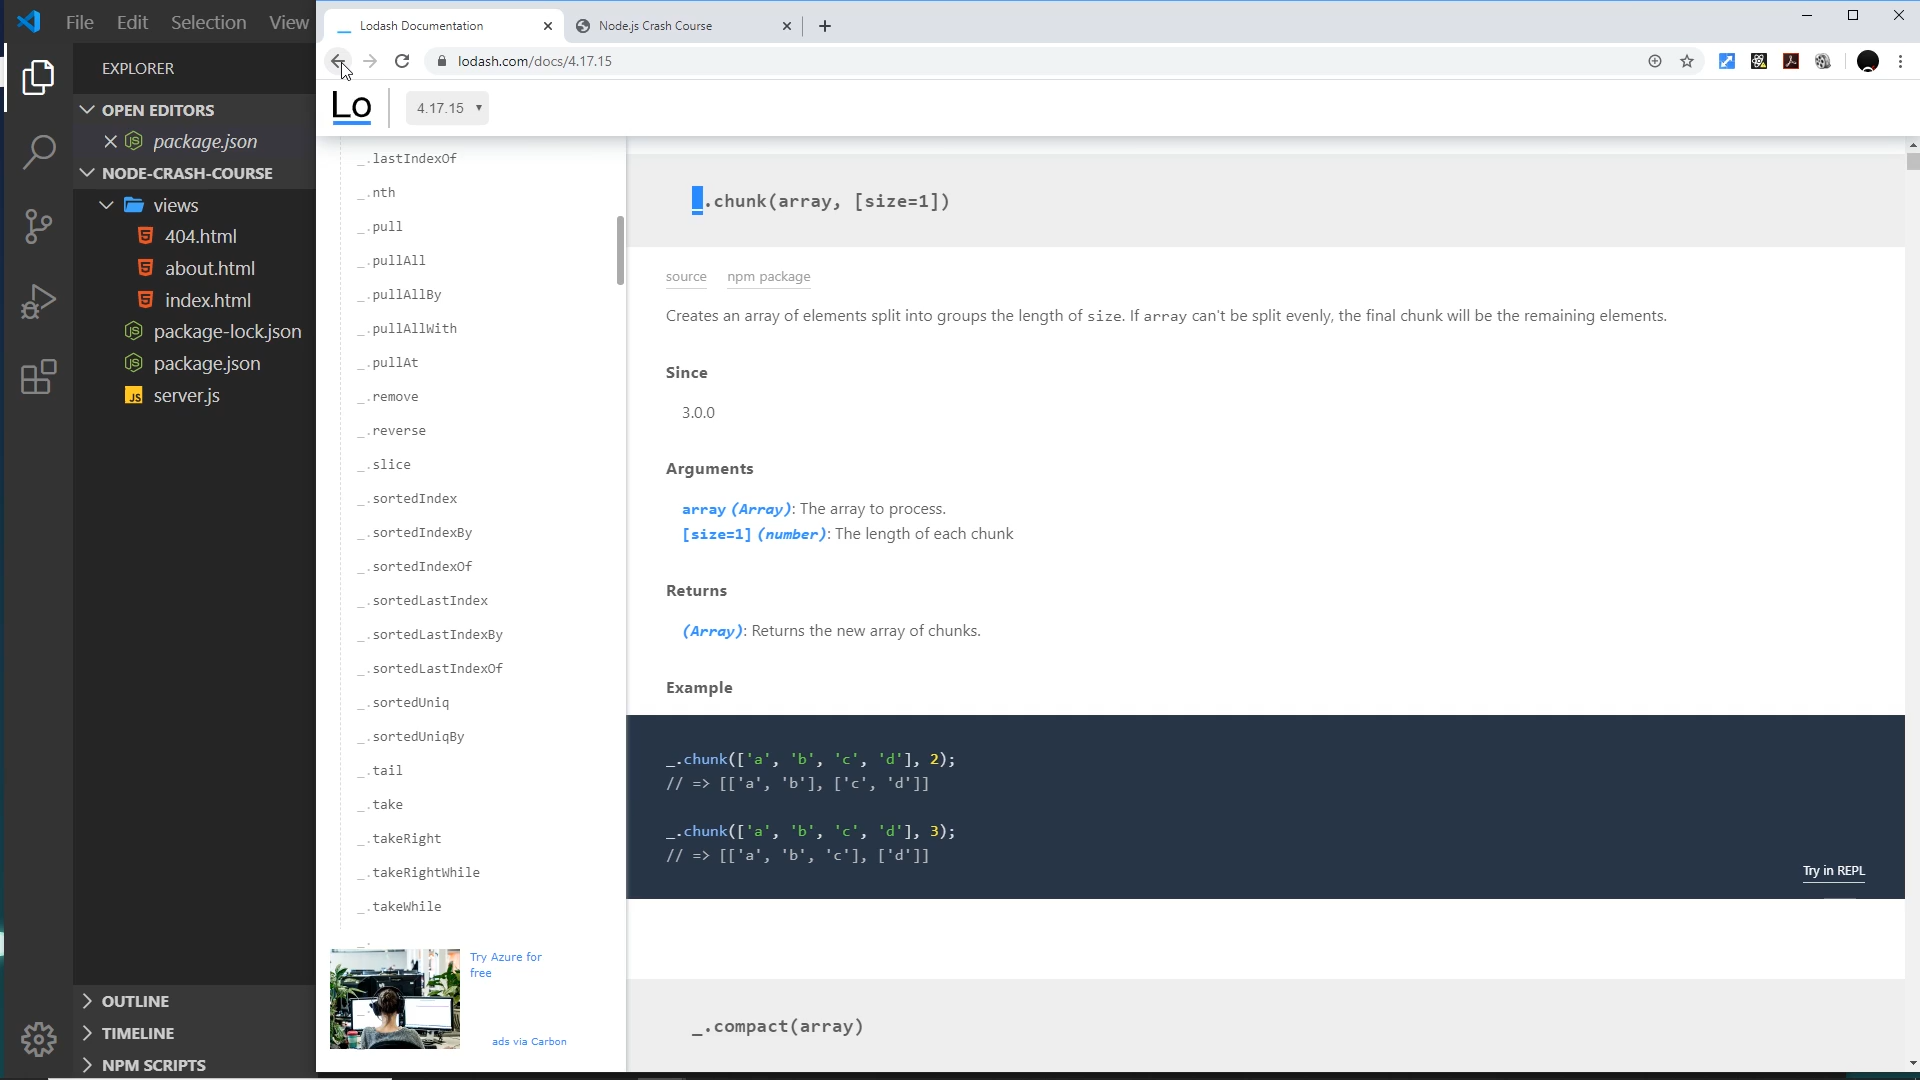 File Edit Selection View
EXPLORER
OPEN EDITORS
package.json
NODE-CRASH-COURSE
views
404.html
about.html
index.html
package-lock.json
package.json
JS server.js
OUTLINE
TIMELINE
NPM SCRIPTS
Lodash Documentation
Node.js Crash Course
lodash.com/docs/4.17.15
Lo
4.17.15
_.lastIndexOf
_.nth
_.pull
_.pullAll
_.pullAllBy
_.pullAllWith
_.pullAt
_.remove
_.reverse
_.slice
_.sortedIndex
_.sortedIndexBy
_.sortedIndexOf
_.sortedLastIndex
_.sortedLastIndexBy
_.sortedLastIndexOf
_.sortedUniq
_.sortedUniqBy
_.tail
_.take
_.takeRight
_.takeRightWhile
_.takeWhile
Try Azure for
free
ads via Carbon
_.chunk(array, [size=1])
source npm package
Creates an array of elements split into groups the length of size. If array can't be split evenly, the final chunk will be the remaining elements.
Since
3.0.0
Arguments
array (Array): The array to process.
[size=1] (number): The length of each chunk
Returns
(Array): Returns the new array of chunks.
Example
_.chunk(['a', 'b', 'c', 'd'], 2);
// => [['a', 'b'], ['c', 'd']]
_.chunk(['a', 'b', 'c', 'd'], 3);
// => [['a', 'b', 'c'], ['d']]
Try in REPL
_.compact(array)